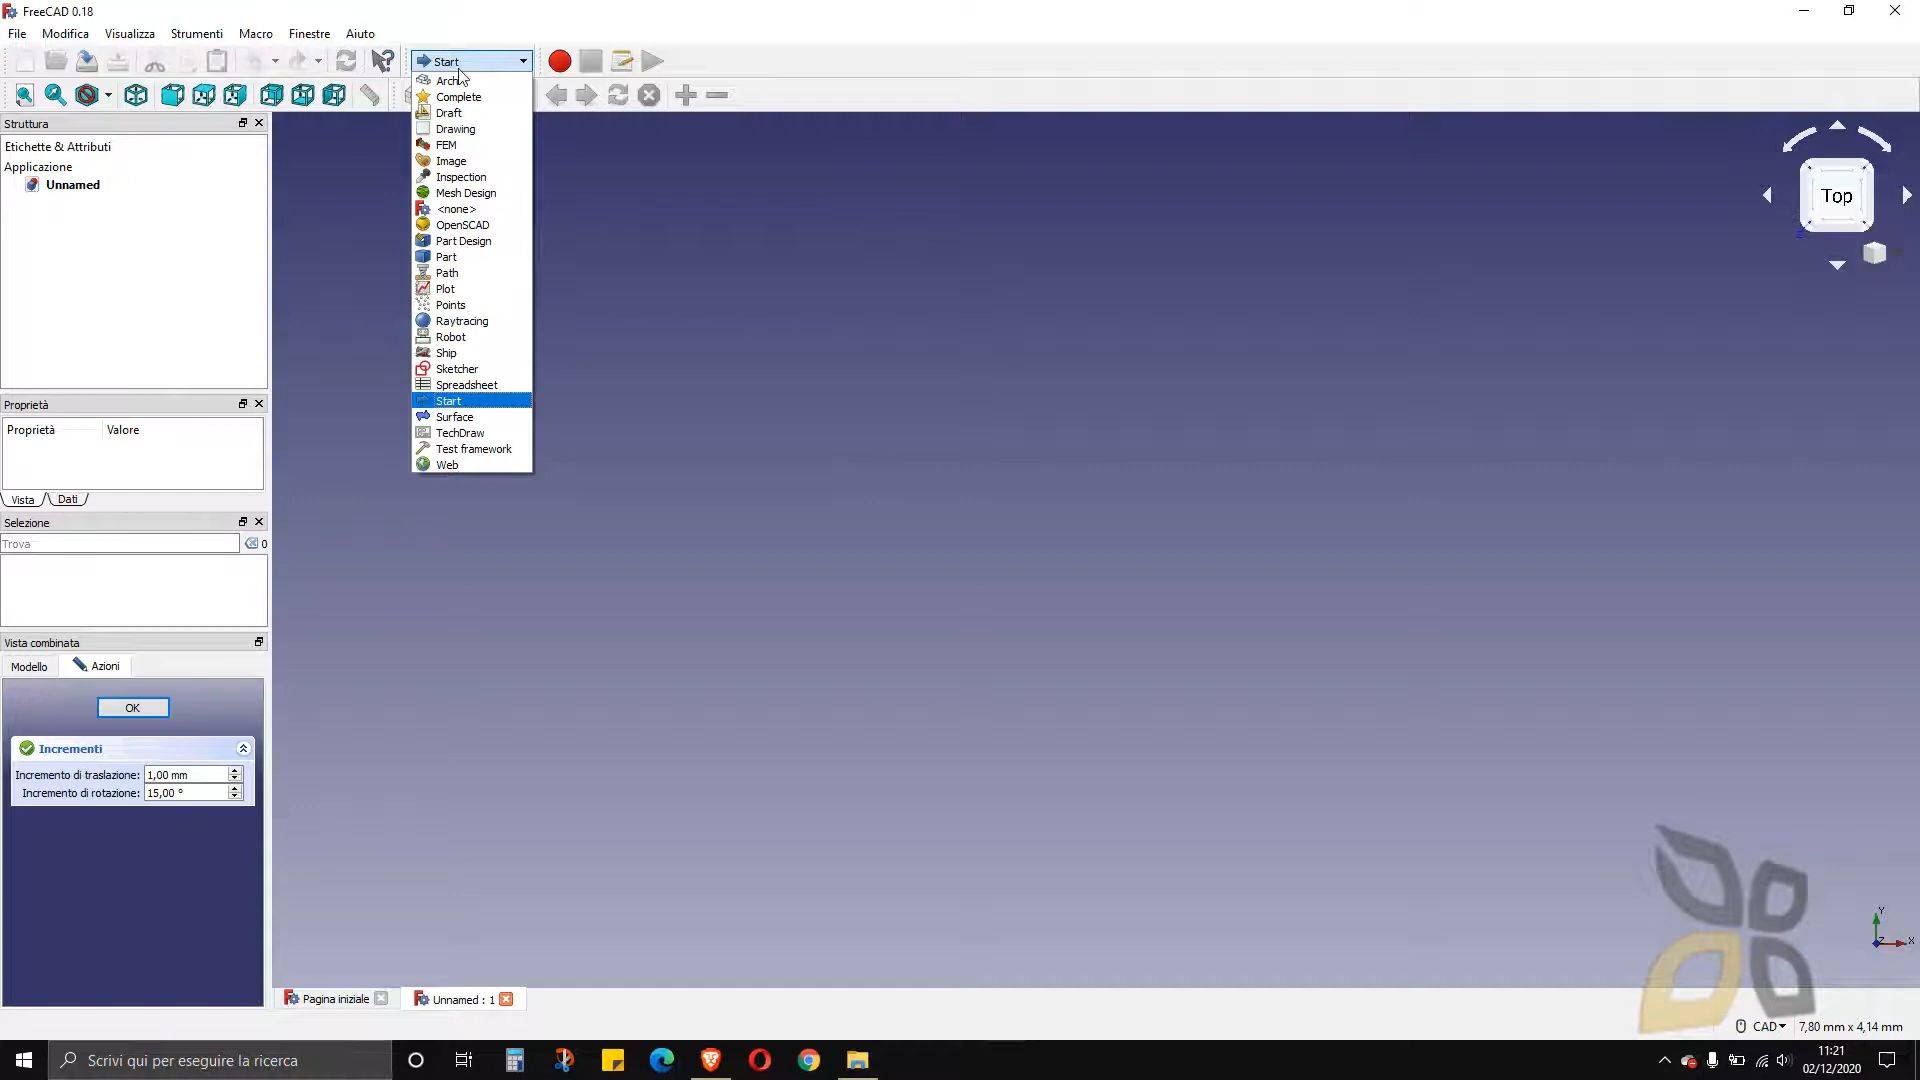 FreeCAD 0.18
File Modifica Visualizza Strumenti Macro Finestre Aiuto
Start
Arch
Complete
Draft
Drawing
FEM
Image
Inspection
Mesh Design
<none>
OpenSCAD
Part Design
Part
Path
Plot
Points
Raytracing
Robot
Ship
Sketcher
Spreadsheet
Start
Surface
TechDraw
Test framework
Web
Struttura
Etichette & Attributi
Applicazione
Unnamed
Proprietà
Proprietà Valore
Vista Dati
Selezione
Trova 0
Vista combinata
Modello Azioni
OK
Incrementi
Incremento di traslazione: 1,00 mm
Incremento di rotazione: 15,00 °
Top
Z
Y
Z X
Pagina iniziale Unnamed : 1
CAD 7,80 mm x 4,14 mm
Scrivi qui per eseguire la ricerca
11:21
02/12/2020